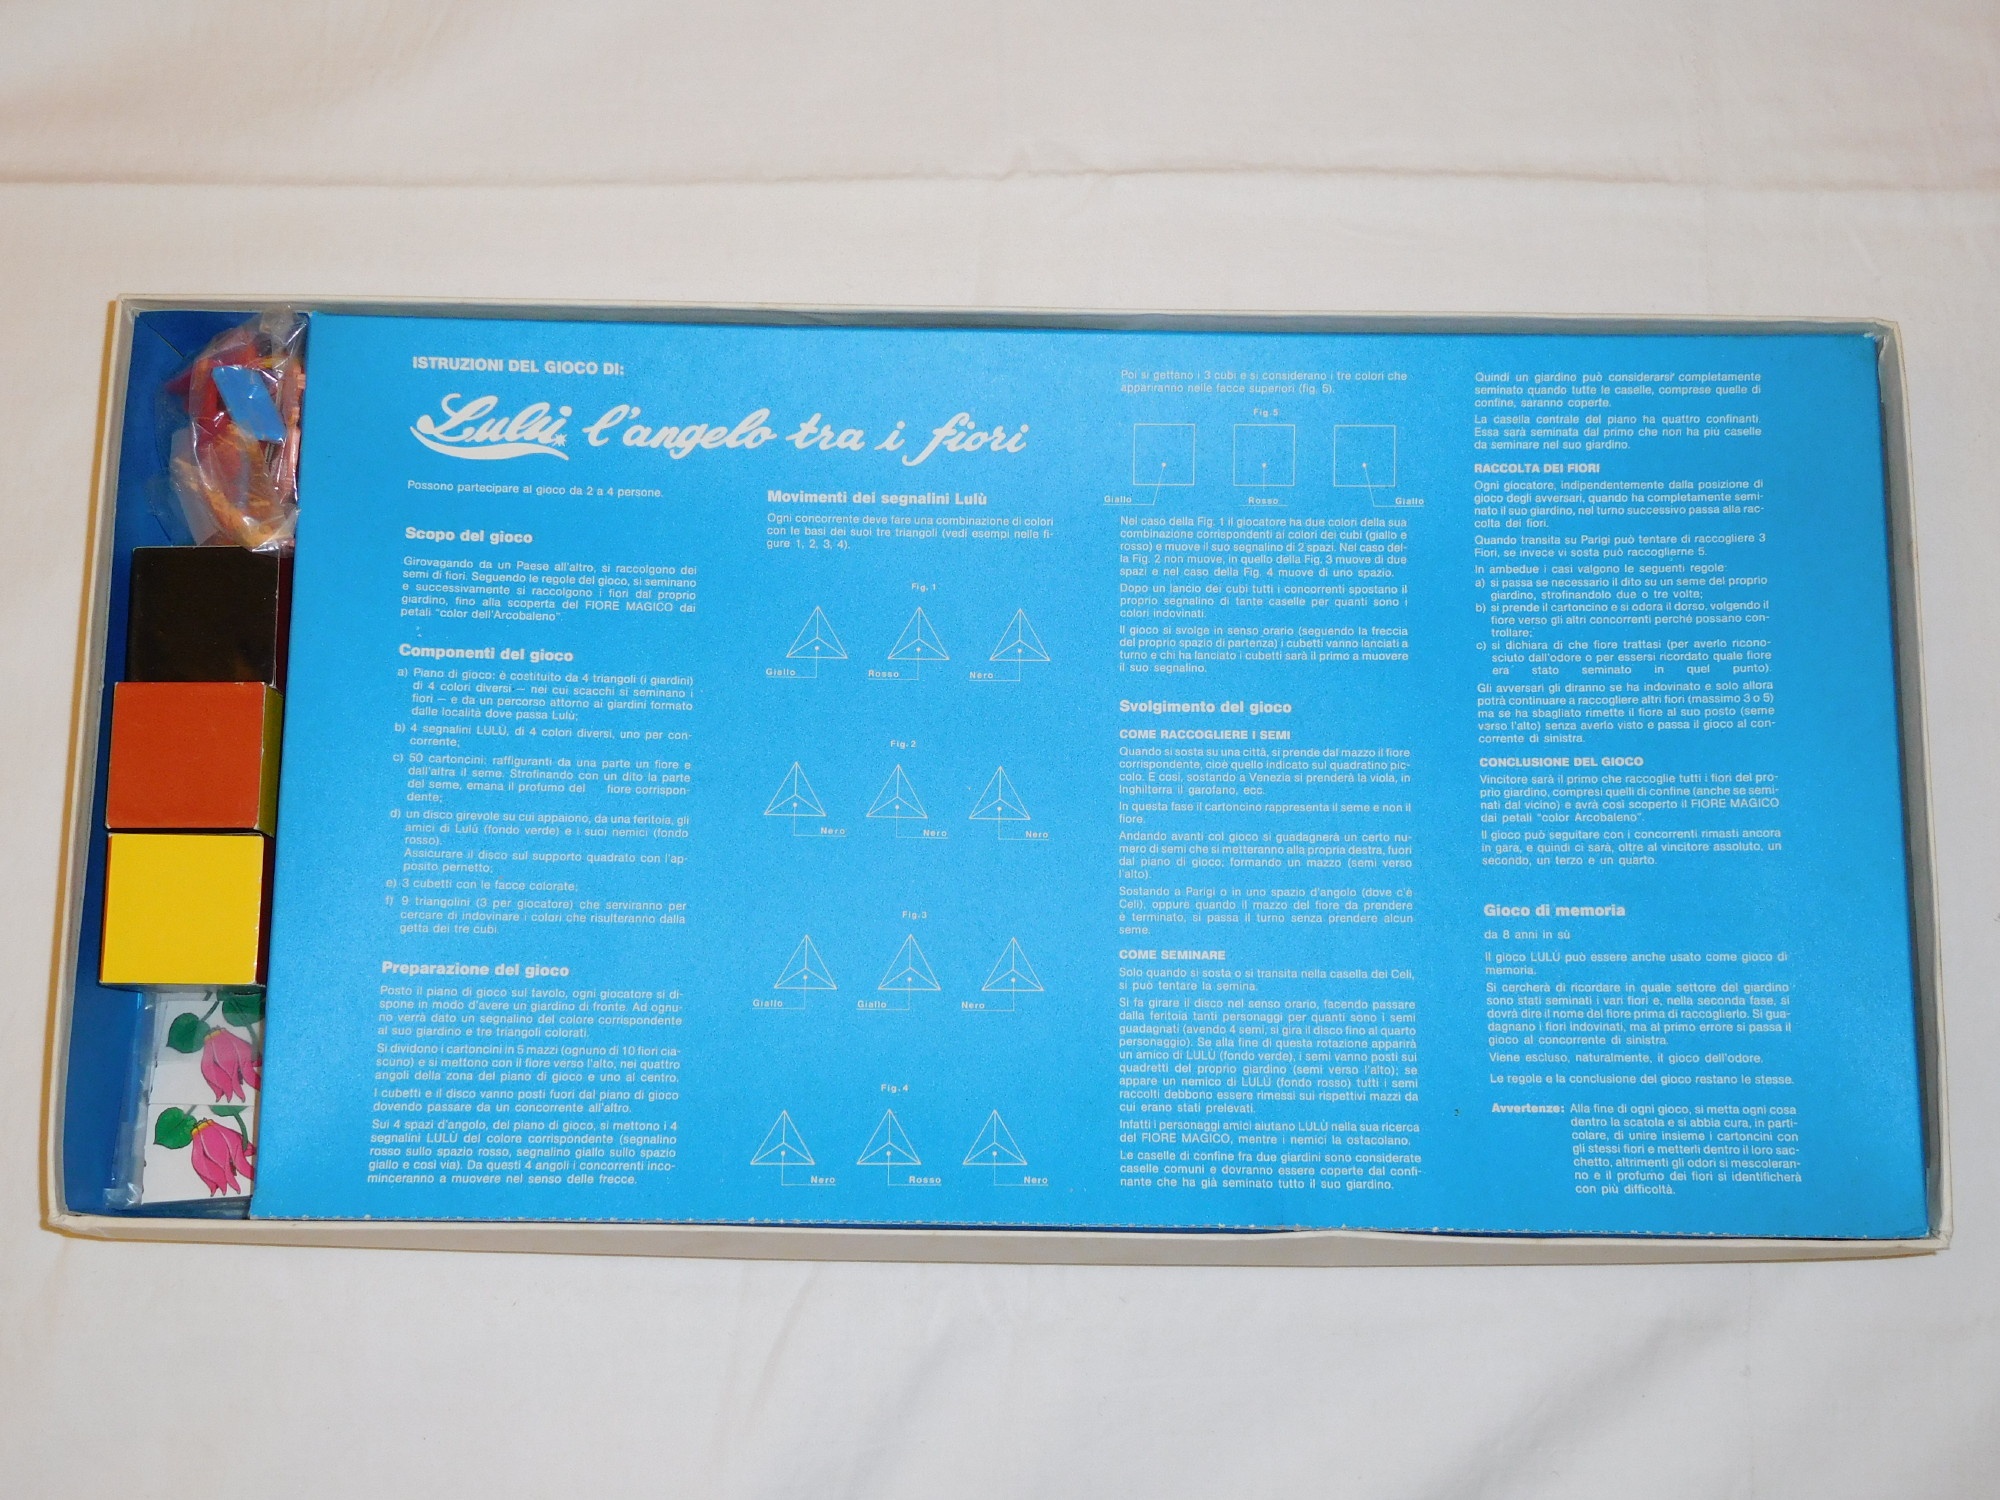 ISTRUZIONI DEL GIOCO DI:
Lulù l'angelo tra i fiori
Possono partecipare al gioco da 2 a 4 persone.
Scopo del gioco
Girovagando da un Paese all'altro, si raccolgono dei
semi di fiori. Seguendo le regole del gioco, si seminano
e successivamente si raccolgono i fiori dal proprio
giardino, fino alla scoperta del FIORE MAGICO dai
petali "color dell'Arcobaleno".
Componenti del gioco
a) Piano di gioco: è costituito da 4 triangoli (i giardini)
di 4 colori diversi — nei cui scacchi si seminano i
fiori — e da un percorso attorno ai giardini formato
dalle località dove passa Lulù;
b) 4 segnalini LULÙ, di 4 colori diversi, uno per con-
corrente;
c) 50 cartoncini: raffiguranti da una parte un fiore e
dall'altra il seme. Strofinando con un dito la parte
del seme, emana il profumo del fiore corrispon-
dente;
d) un disco girevole su cui appaiono, da una feritoia, gli
amici di Lulù (fondo verde) e i suoi nemici (fondo
rosso).
Assicurare il disco sul supporto quadrato con l'ap-
posito pernetto;
e) 3 cubetti con le facce colorate;
f) 9 triangolini (3 per giocatore) che serviranno per
cercare di indovinare i colori che risulteranno dalla
getta dei tre cubi.
Preparazione del gioco
Posto il piano di gioco sul tavolo, ogni giocatore si di-
spone in modo d'avere un giardino di fronte. Ad ognu-
no verrà dato un segnalino del colore corrispondente
al suo giardino e tre triangoli colorati.
Si dividono i cartoncini in 5 mazzi (ognuno di 10 fiori cia-
scuno) e si mettono con il fiore verso l'alto, nei quattro
angoli della zona del piano di gioco e uno al centro.
I cubetti e il disco vanno posti fuori dal piano di gioco
dovendo passare da un concorrente all'altro.
Sui 4 spazi d'angolo, del piano di gioco, si mettono i 4
segnalini LULÙ del colore corrispondente (segnalino
rosso sullo spazio rosso, segnalino giallo sullo spazio
giallo e così via). Da questi 4 angoli i concorrenti inco-
minceranno a muovere nel senso delle frecce.
Movimenti dei segnalini Lulù
Ogni concorrente deve fare una combinazione di colori
con le basi dei suoi tre triangoli (vedi esempi nelle fi-
gure 1, 2, 3, 4).
Fig. 1
Giallo Rosso Nero
Fig. 2
Nero Nero Nero
Fig. 3
Giallo Giallo Nero
Fig. 4
Nero Rosso Nero
Poi si gettano i 3 cubi e si considerano i tre colori che
appariranno nelle facce superiori (fig. 5).
Fig. 5
Giallo Rosso Giallo
Nel caso della Fig. 1 il giocatore ha due colori della sua
combinazione corrispondenti ai colori dei cubi (giallo e
rosso) e muove il suo segnalino di 2 spazi. Nel caso del-
la Fig. 2 non muove, in quello della Fig. 3 muove di due
spazi e nel caso della Fig. 4 muove di uno spazio.
Dopo un lancio dei cubi tutti i concorrenti spostano il
proprio segnalino di tante caselle per quanti sono i
colori indovinati.
Il gioco si svolge in senso orario (seguendo la freccia
del proprio spazio di partenza) i cubetti vanno lanciati a
turno e chi ha lanciato i cubetti sarà il primo a muovere
il suo segnalino.
Svolgimento del gioco
COME RACCOGLIERE I SEMI
Quando si sosta su una città, si prende dal mazzo il fiore
corrispondente, cioè quello indicato sul quadratino pic-
colo. E così, sostando a Venezia si prenderà la viola, in
Inghilterra il garofano, ecc.
In questa fase il cartoncino rappresenta il seme e non il
fiore.
Andando avanti col gioco si guadagnerà un certo nu-
mero di semi che si metteranno alla propria destra, fuori
dal piano di gioco, formando un mazzo (semi verso
l'alto).
Sostando a Parigi o in uno spazio d'angolo (dove c'è
Celi), oppure quando il mazzo del fiore da prendere
è terminato, si passa il turno senza prendere alcun
seme.
COME SEMINARE
Solo quando si sosta o si transita nella casella dei Celi,
si può tentare la semina.
Si fa girare il disco nel senso orario, facendo passare
dalla feritoia tanti personaggi per quanti sono i semi
guadagnati (avendo 4 semi, si gira il disco fino al quarto
personaggio). Se alla fine di questa rotazione apparirà
un amico di LULÙ (fondo verde), i semi vanno posti sui
quadretti del proprio giardino (semi verso l'alto); se
appare un nemico di LULÙ (fondo rosso) tutti i semi
raccolti debbono essere rimessi sui rispettivi mazzi da
cui erano stati prelevati.
Infatti i personaggi amici aiutano LULÙ nella sua ricerca
del FIORE MAGICO, mentre i nemici la ostacolano.
Le caselle di confine fra due giardini sono considerate
caselle comuni e dovranno essere coperte dal confi-
nante che ha già seminato tutto il suo giardino.
Quindi un giardino può considerarsi completamente
seminato quando tutte le caselle, comprese quelle di
confine, saranno coperte.
La casella centrale del piano ha quattro confinanti.
Essa sarà seminata dal primo che non ha più caselle
da seminare nel suo giardino.
RACCOLTA DEI FIORI
Ogni giocatore, indipendentemente dalla posizione di
gioco degli avversari, quando ha completamente semi-
nato il suo giardino, nel turno successivo passa alla rac-
colta dei fiori.
Quando transita su Parigi può tentare di raccogliere 3
Fiori, se invece vi sosta può raccoglierne 5.
In ambedue i casi valgono le seguenti regole:
a) si passa se necessario il dito su un seme del proprio
giardino, strofinandolo due o tre volte;
b) si prende il cartoncino e si odora il dorso, volgendo il
fiore verso gli altri concorrenti perché possano con-
trollare;
c) si dichiara di che fiore trattasi (per averlo ricono-
sciuto dall'odore o per essersi ricordato quale fiore
era stato seminato in quel punto).
Gli avversari gli diranno se ha indovinato e solo allora
potrà continuare a raccogliere altri fiori (massimo 3 o 5)
ma se ha sbagliato rimette il fiore al suo posto (seme
verso l'alto) senza averlo visto e passa il gioco al con-
corrente di sinistra.
CONCLUSIONE DEL GIOCO
Vincitore sarà il primo che raccoglie tutti i fiori del pro-
prio giardino, compresi quelli di confine (anche se semi-
nati dal vicino) e avrà così scoperto il FIORE MAGICO
dai petali "color Arcobaleno".
Il gioco può seguitare con i concorrenti rimasti ancora
in gara, e quindi ci sarà, oltre al vincitore assoluto, un
secondo, un terzo e un quarto.
Gioco di memoria
da 8 anni in sù
Il gioco LULÙ può essere anche usato come gioco di
memoria.
Si cercherà di ricordare in quale settore del giardino
sono stati seminati i vari fiori e, nella seconda fase, si
dovrà dire il nome del fiore prima di raccoglierlo. Si gua-
dagnano i fiori indovinati, ma al primo errore si passa il
gioco al concorrente di sinistra.
Viene escluso, naturalmente, il gioco dell'odore.
Le regole e la conclusione del gioco restano le stesse.
Avvertenze: Alla fine di ogni gioco, si metta ogni cosa
dentro la scatola e si abbia cura, in parti-
colare, di unire insieme i cartoncini con
gli stessi fiori e metterli dentro il loro sac-
chetto, altrimenti gli odori si mescoleran-
no e il profumo dei fiori si identificherà
con più difficoltà.